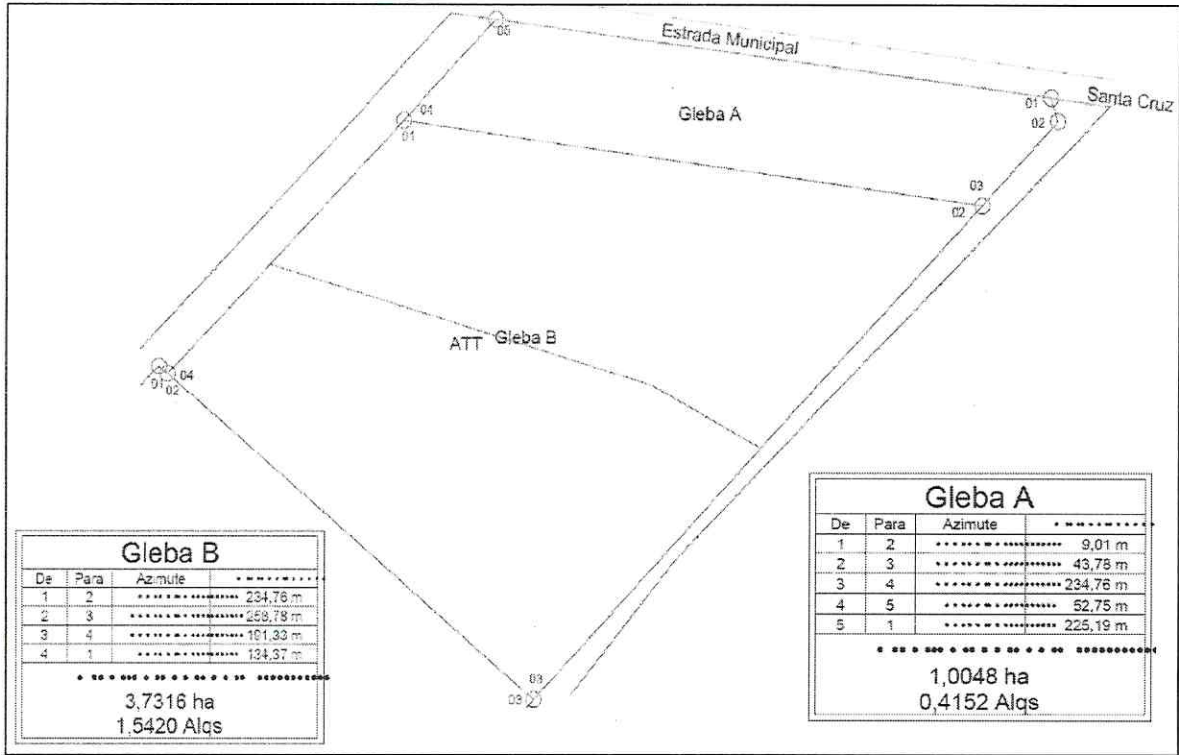 05
Estrada Municipal
01
Santa Cruz
02
04
01
Gleba A
03
02
ATT
Gleba B
04
01
02
03
03
Gleba B
De Para Azimute
1 2 234,76 m
2 3 m
3 4 m
4 1 134,37 m
3,7316 ha
1,5420 Alqs
Gleba A
De Para Azimute
1 2 9,01 m
2 3 43,78 m
3 4 234,76 m
4 5 52,75 m
5 1 225,19 m
1,0048 ha
0,4152 Alqs